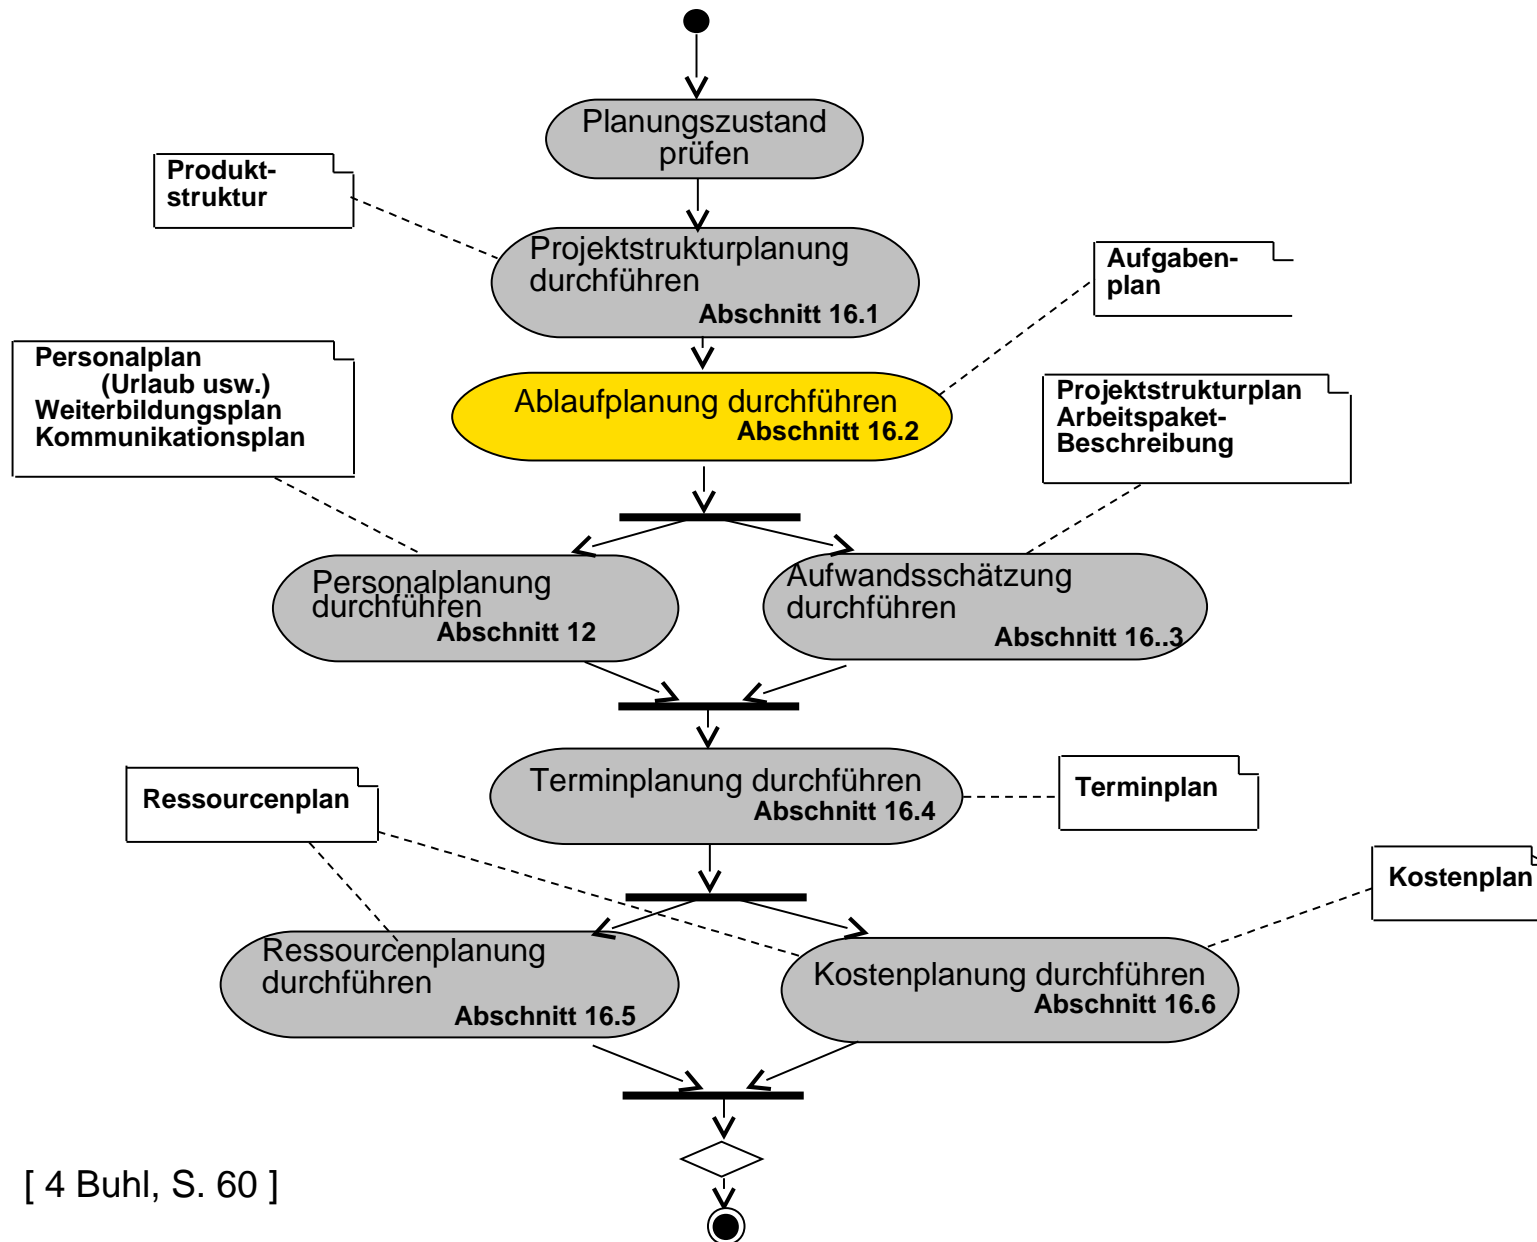 Planungszustand
prüfen
Produkt-
struktur
Projektstrukturplanung
durchführen
Abschnitt 16.1
Aufgaben-
plan
Personalplan
(Urlaub usw.)
Weiterbildungsplan
Kommunikationsplan
Ablaufplanung durchführen
Abschnitt 16.2
Projektstrukturplan
Arbeitspaket-
Beschreibung
Personalplanung
durchführen
Abschnitt 12
Aufwandsschätzung
durchführen
Abschnitt 16..3
Ressourcenplan
Terminplanung durchführen
Abschnitt 16.4
Terminplan
Kostenplan
Ressourcenplanung
durchführen
Abschnitt 16.5
Kostenplanung durchführen
Abschnitt 16.6
[ 4 Buhl, S. 60 ]